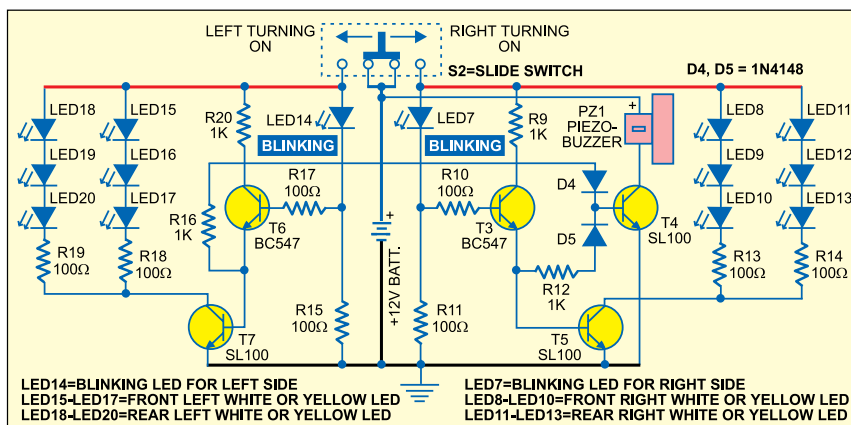 LEFT TURNING
ON
RIGHT TURNING
ON
S2=SLIDE SWITCH
D4, D5 = 1N4148
LED18
LED15
R20
1K
LED14
LED7
R9
1K
PZ1
PIEZO-
BUZZER
+
LED8
LED11
LED19
LED16
BLINKING
BLINKING
LED9
LED12
LED20
LED17
R17
100Ω
R10
100Ω
D4
LED10
LED13
R16
1K
T6
BC547
+
T3
BC547
D5
T4
SL100
R19
100Ω
R18
100Ω
R12
1K
R13
100Ω
R14
100Ω
R15
100Ω
+12V BATT.
R11
100Ω
T7
SL100
T5
SL100
LED14=BLINKING LED FOR LEFT SIDE
LED15-LED17=FRONT LEFT WHITE OR YELLOW LED
LED18-LED20=REAR LEFT WHITE OR YELLOW LED
LED7=BLINKING LED FOR RIGHT SIDE
LED8-LED10=FRONT RIGHT WHITE OR YELLOW LED
LED11-LED13=REAR RIGHT WHITE OR YELLOW LED